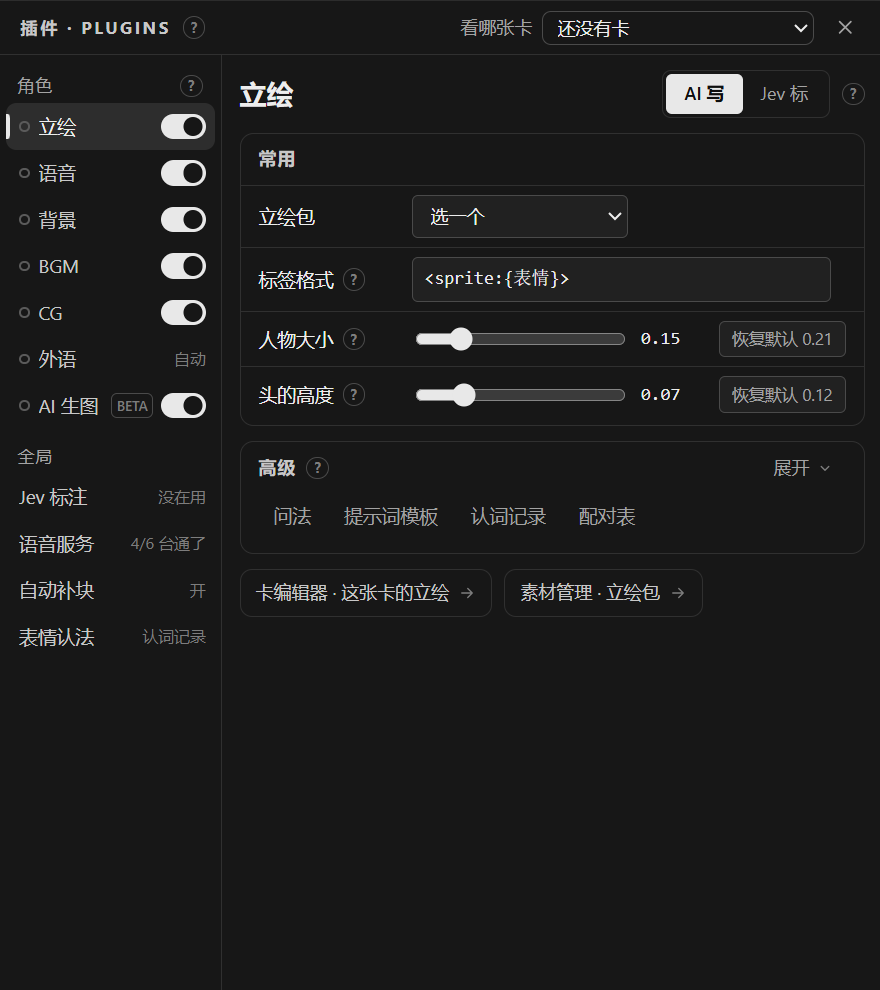 插件 · PLUGINS ? 看哪张卡 还没有卡
角色 ?
立绘
语音
背景
BGM
CG
外语 自动
AI 生图 BETA
全局
Jev 标注 没在用
语音服务 4/6 台通了
自动补块 开
表情认法 认词记录
立绘 AI 写 Jev 标 ?
常用
立绘包 选一个
标签格式 ? <sprite:{表情}>
人物大小 ? 0.15 恢复默认 0.21
头的高度 ? 0.07 恢复默认 0.12
高级 ? 展开
问法 提示词模板 认词记录 配对表
卡编辑器 · 这张卡的立绘 → 素材管理 · 立绘包 →